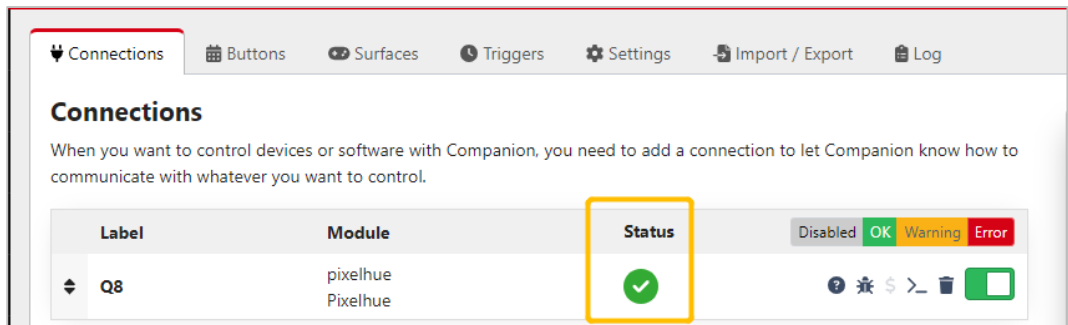 Connections Buttons Surfaces Triggers Settings Import / Export Log
Connections
When you want to control devices or software with Companion, you need to add a connection to let Companion know how to
communicate with whatever you want to control.
Label Module Status Disabled OK Warning Error
Q8 pixelhue
Pixelhue